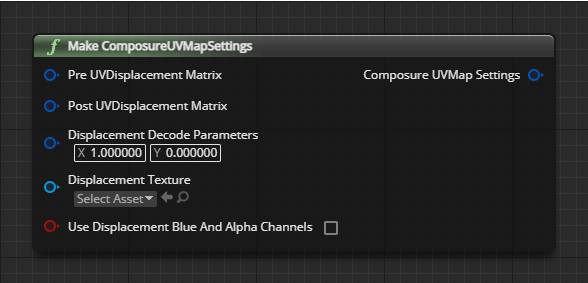 f Make ComposureUVMapSettings
Pre UVDisplacement Matrix
Composure UVMap Settings
Post UVDisplacement Matrix
Displacement Decode Parameters
X 1.000000 Y 0.000000
Displacement Texture
Select Asset
Use Displacement Blue And Alpha Channels